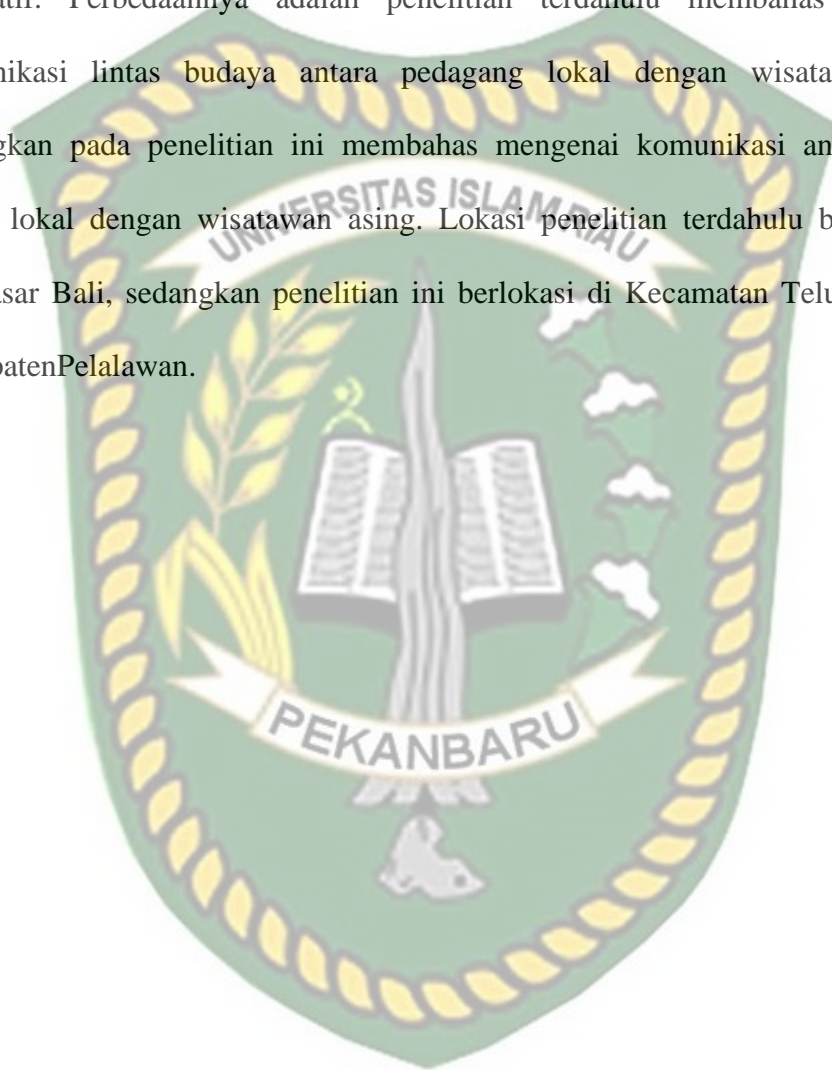 atif. Perbedaannya adalah penelitian terdahulu membahas
nikasi lintas budaya antara pedagang lokal dengan wisata
gkan pada penelitian ini membahas mengenai komunikasi an
lokal dengan wisatawan asing. Lokasi penelitian terdahulu b
asar Bali, sedangkan penelitian ini berlokasi di Kecamatan Telu
patenPelalawan.
UNIVERSITAS ISLAM RIAU
PEKANBARU